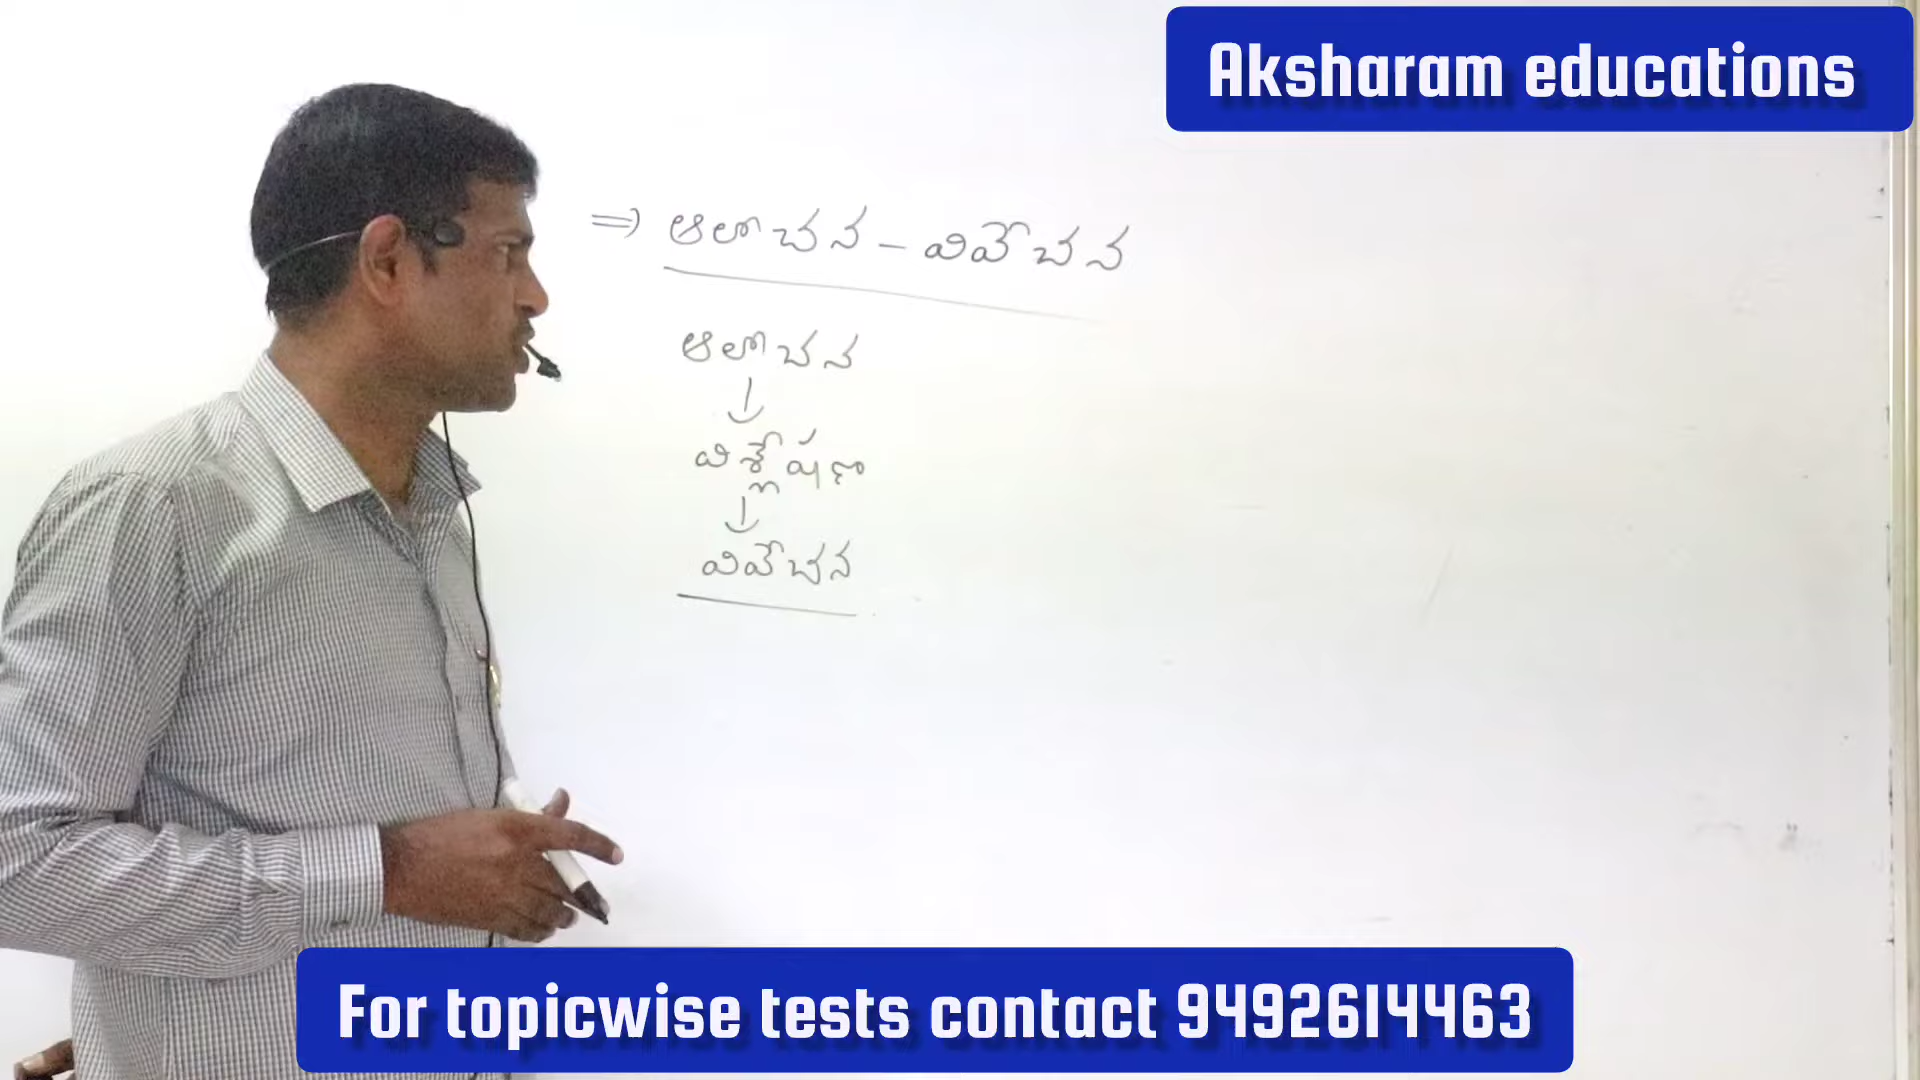 Aksharam educations
=> ఆలోచన - వివేచన
ఆలోచన
↓
విశ్లేషణ
↓
వివేచన
For topicwise tests contact 9492614463